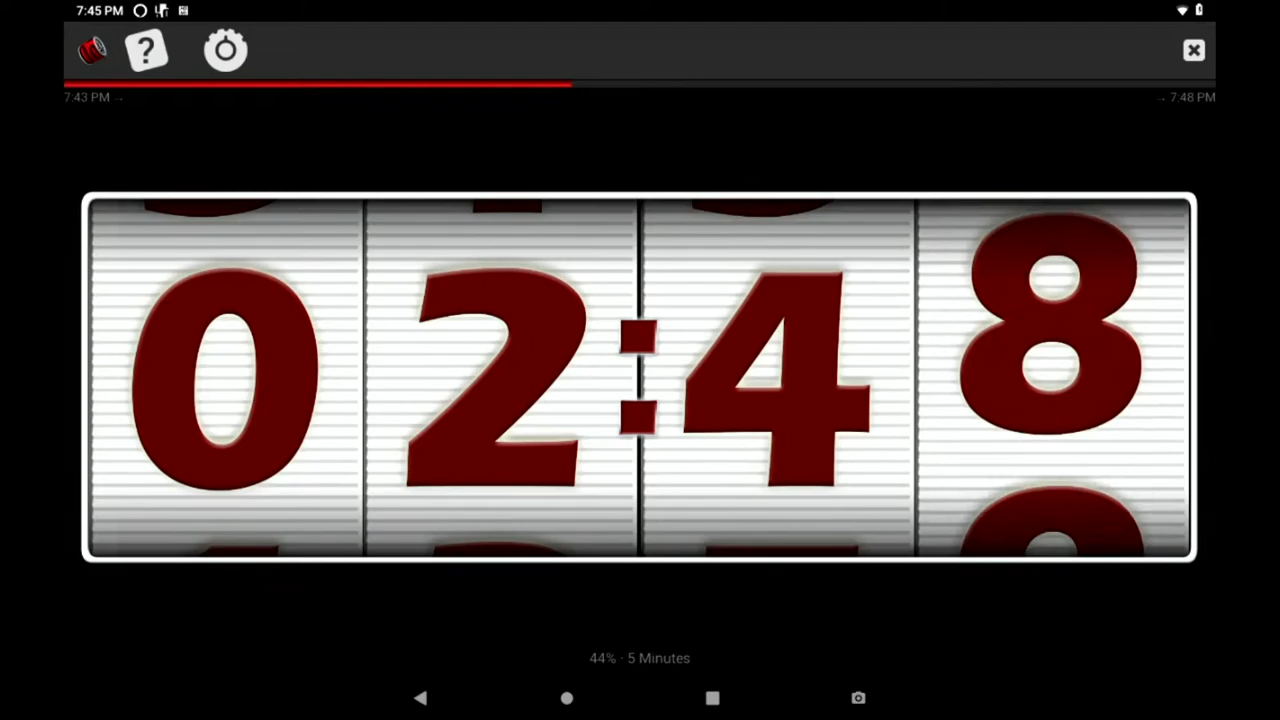 7:45 PM
?
7:43 PM →
→ 7:48 PM
02:48
44% · 5 Minutes